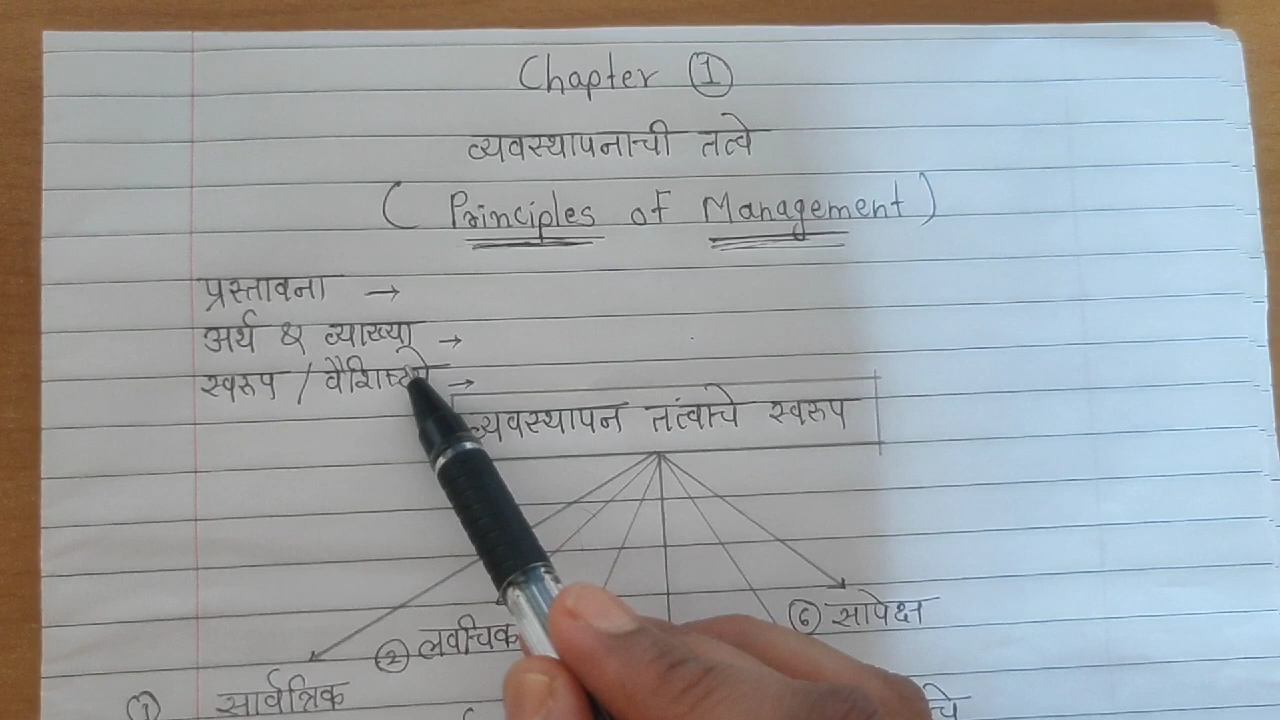 Chapter ①
व्यवस्थापनाची तत्वे
( Principles of Management )
प्रस्तावना →
अर्थ & व्याख्या →
स्वरूप / वैशिष्ट्ये →
व्यवस्थापन तत्वाचे स्वरूप
⑥ सापेक्ष
② लवचिक
① सार्वत्रिक